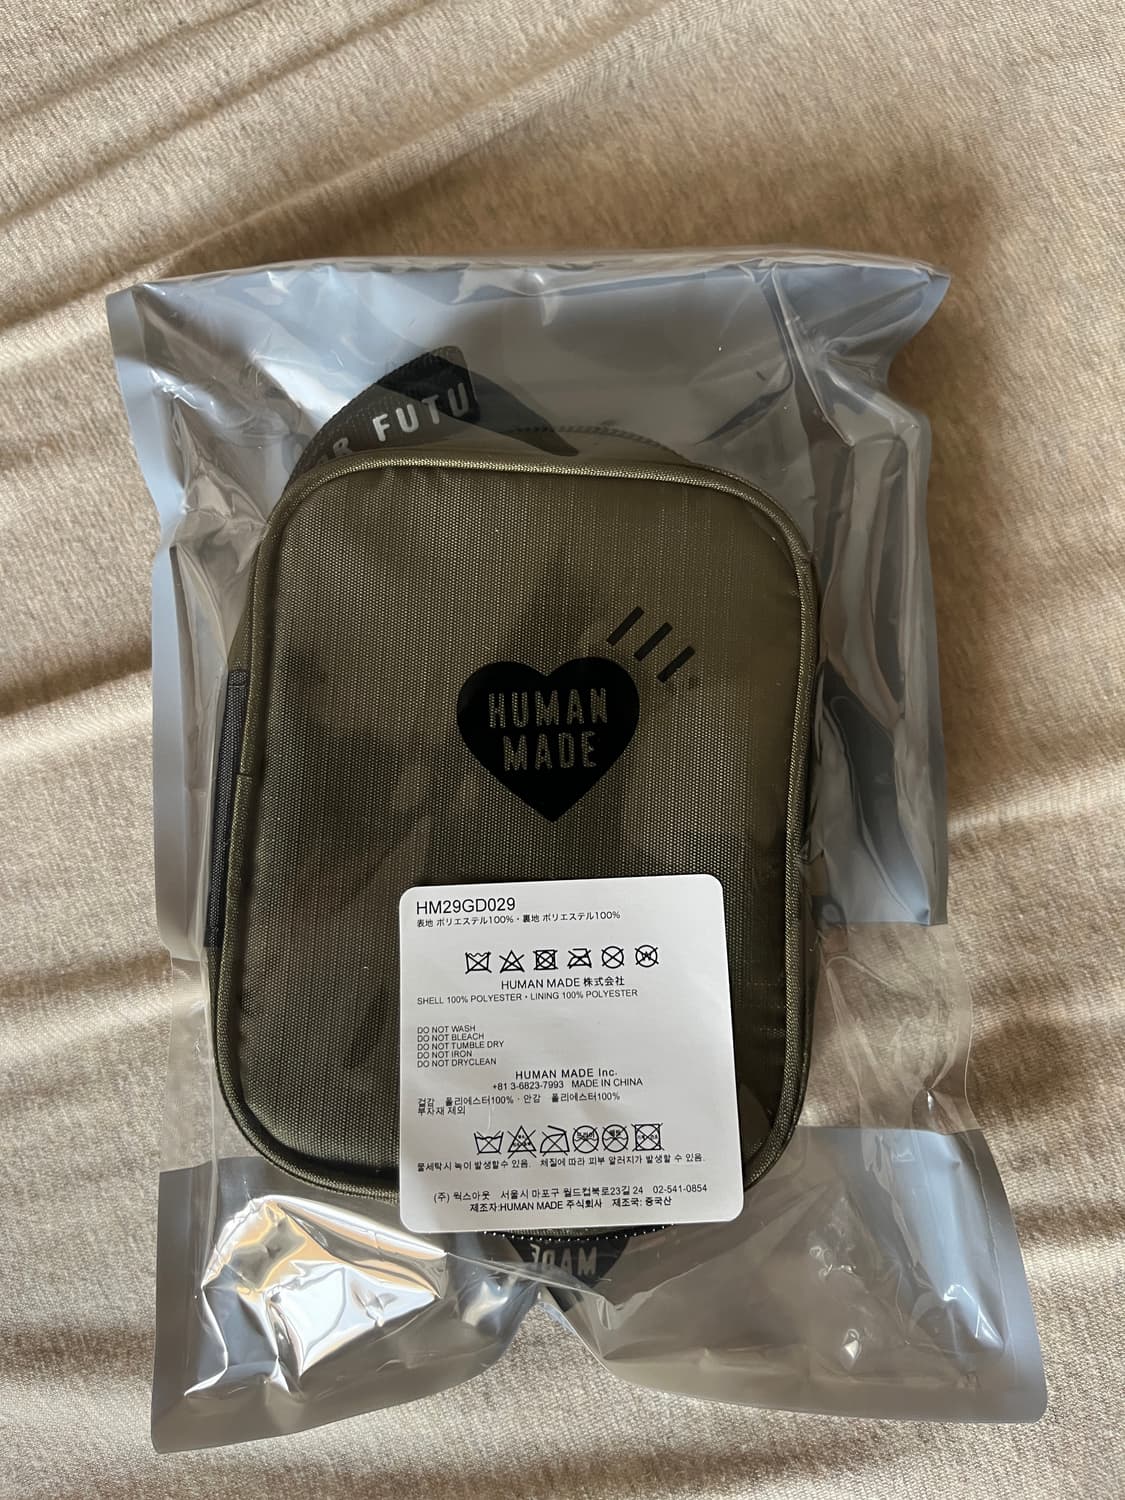 FUTU
HUMAN
MADE
HM29GD029
表地 ポリエステル100%・裏地 ポリエステル100%
HUMAN MADE 株式会社
SHELL 100% POLYESTER・LINING 100% POLYESTER
DO NOT WASH
DO NOT BLEACH
DO NOT TUMBLE DRY
DO NOT IRON
DO NOT DRYCLEAN
HUMAN MADE Inc.
+81 3-6823-7993 MADE IN CHINA
겉감 폴리에스터100%・안감 폴리에스터100%
부자재 제외
물세탁시 녹이 발생할수 있음. 체질에 따라 피부 알러지가 발생할 수 있음.
(주) 웍스아웃 서울시 마포구 월드컵북로23길 24 02-541-0854
제조자:HUMAN MADE 주식회사 제조국: 중국산
MADE